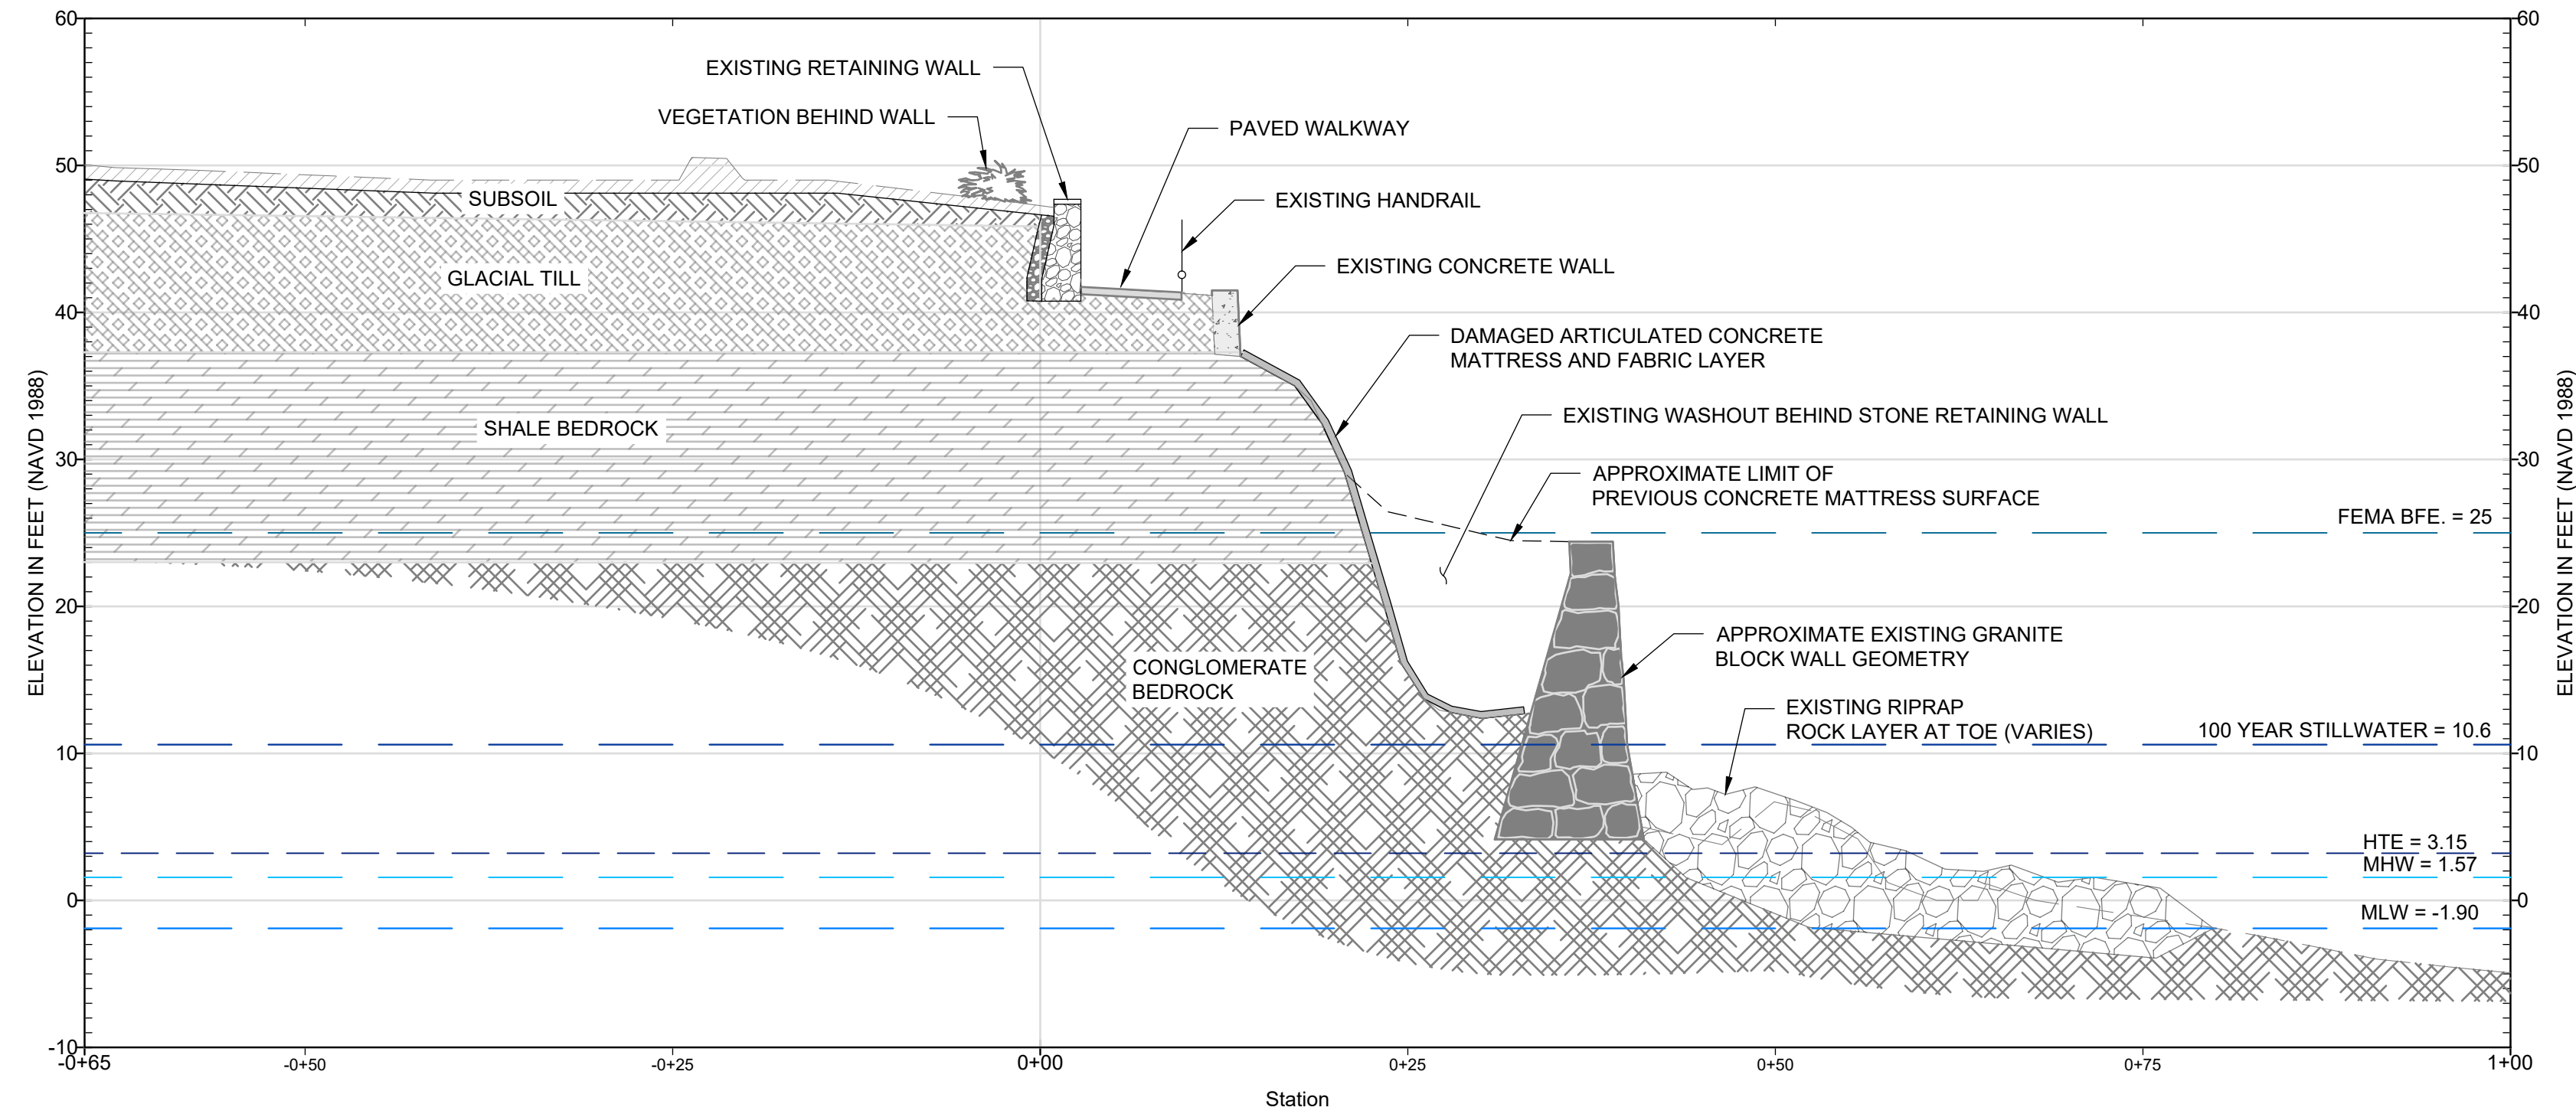 60
60
EXISTING RETAINING WALL
VEGETATION BEHIND WALL
PAVED WALKWAY
50
50
SUBSOIL
EXISTING HANDRAIL
EXISTING CONCRETE WALL
GLACIAL TILL
40
40
DAMAGED ARTICULATED CONCRETE
MATTRESS AND FABRIC LAYER
EXISTING WASHOUT BEHIND STONE RETAINING WALL
SHALE BEDROCK
30
30
APPROXIMATE LIMIT OF
PREVIOUS CONCRETE MATTRESS SURFACE
FEMA BFE. = 25
ELEVATION IN FEET (NAVD 1988)
ELEVATION IN FEET (NAVD 1988)
20
20
APPROXIMATE EXISTING GRANITE
BLOCK WALL GEOMETRY
CONGLOMERATE
BEDROCK
EXISTING RIPRAP
ROCK LAYER AT TOE (VARIES)
100 YEAR STILLWATER = 10.6
10
10
HTE = 3.15
MHW = 1.57
0
0
MLW = -1.90
-10
-0+65
-0+50
-0+25
0+00
0+25
0+50
0+75
1+00
Station